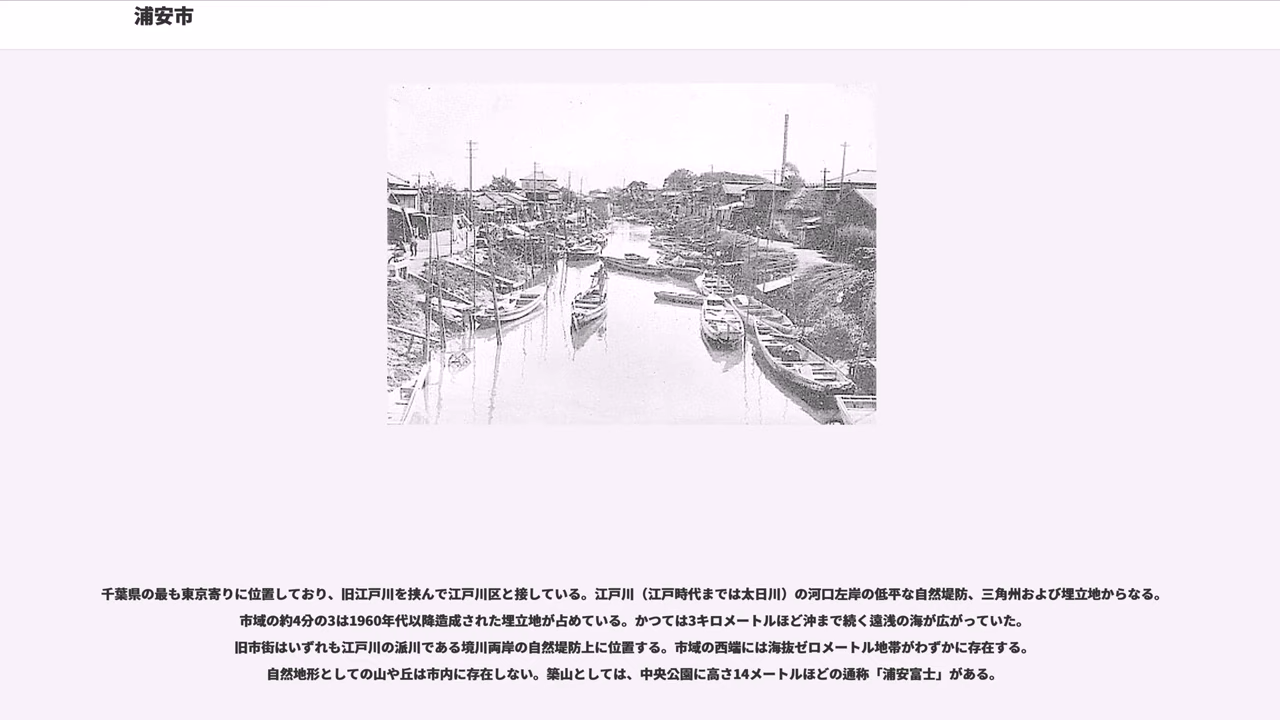 浦安市
千葉県の最も東京寄りに位置しており、旧江戸川を挟んで江戸川区と接している。江戸川（江戸時代までは太日川）の河口左岸の低平な自然堤防、三角州および埋立地からなる。
市域の約4分の3は1960年代以降造成された埋立地が占めている。かつては3キロメートルほど沖まで続く遠浅の海が広がっていた。
旧市街はいずれも江戸川の派川である境川両岸の自然堤防上に位置する。市域の西端には海抜ゼロメートル地帯がわずかに存在する。
自然地形としての山や丘は市内に存在しない。築山としては、中央公園に高さ14メートルほどの通称「浦安富士」がある。